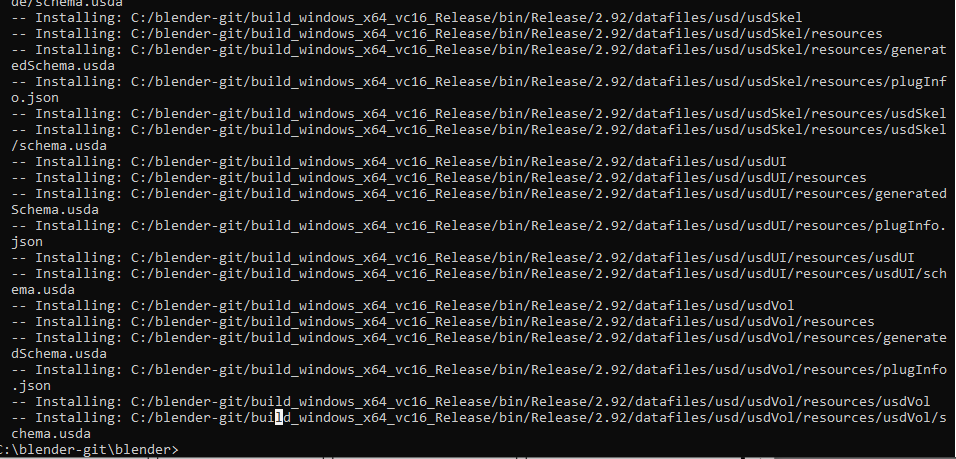 de/schema.usda
-- Installing: C:/blender-git/build_windows_x64_vc16_Release/bin/Release/2.92/datafiles/usd/usdSkel
-- Installing: C:/blender-git/build_windows_x64_vc16_Release/bin/Release/2.92/datafiles/usd/usdSkel/resources
-- Installing: C:/blender-git/build_windows_x64_vc16_Release/bin/Release/2.92/datafiles/usd/usdSkel/resources/generat
edSchema.usda
-- Installing: C:/blender-git/build_windows_x64_vc16_Release/bin/Release/2.92/datafiles/usd/usdSkel/resources/plugInf
o.json
-- Installing: C:/blender-git/build_windows_x64_vc16_Release/bin/Release/2.92/datafiles/usd/usdSkel/resources/usdSkel
-- Installing: C:/blender-git/build_windows_x64_vc16_Release/bin/Release/2.92/datafiles/usd/usdSkel/resources/usdSkel
/schema.usda
-- Installing: C:/blender-git/build_windows_x64_vc16_Release/bin/Release/2.92/datafiles/usd/usdUI
-- Installing: C:/blender-git/build_windows_x64_vc16_Release/bin/Release/2.92/datafiles/usd/usdUI/resources
-- Installing: C:/blender-git/build_windows_x64_vc16_Release/bin/Release/2.92/datafiles/usd/usdUI/resources/generated
Schema.usda
-- Installing: C:/blender-git/build_windows_x64_vc16_Release/bin/Release/2.92/datafiles/usd/usdUI/resources/plugInfo.
json
-- Installing: C:/blender-git/build_windows_x64_vc16_Release/bin/Release/2.92/datafiles/usd/usdUI/resources/usdUI
-- Installing: C:/blender-git/build_windows_x64_vc16_Release/bin/Release/2.92/datafiles/usd/usdUI/resources/usdUI/sch
ema.usda
-- Installing: C:/blender-git/build_windows_x64_vc16_Release/bin/Release/2.92/datafiles/usd/usdVol
-- Installing: C:/blender-git/build_windows_x64_vc16_Release/bin/Release/2.92/datafiles/usd/usdVol/resources
-- Installing: C:/blender-git/build_windows_x64_vc16_Release/bin/Release/2.92/datafiles/usd/usdVol/resources/generate
dSchema.usda
-- Installing: C:/blender-git/build_windows_x64_vc16_Release/bin/Release/2.92/datafiles/usd/usdVol/resources/plugInfo
.json
-- Installing: C:/blender-git/build_windows_x64_vc16_Release/bin/Release/2.92/datafiles/usd/usdVol/resources/usdVol
-- Installing: C:/blender-git/build_windows_x64_vc16_Release/bin/Release/2.92/datafiles/usd/usdVol/resources/usdVol/s
chema.usda
C:\blender-git\blender>